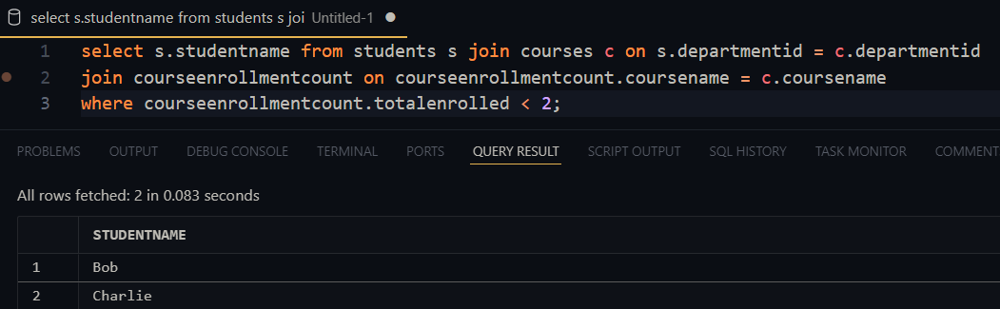 select s.studentname from students s joi Untitled-1
1 select s.studentname from students s join courses c on s.departmentid = c.departmentid
2 join courseenrollmentcount on courseenrollmentcount.coursename = c.coursename
3 where courseenrollmentcount.totalenrolled < 2;
PROBLEMS OUTPUT DEBUG CONSOLE TERMINAL PORTS QUERY RESULT SCRIPT OUTPUT SQL HISTORY TASK MONITOR COMMENT
All rows fetched: 2 in 0.083 seconds
STUDENTNAME
1 Bob
2 Charlie